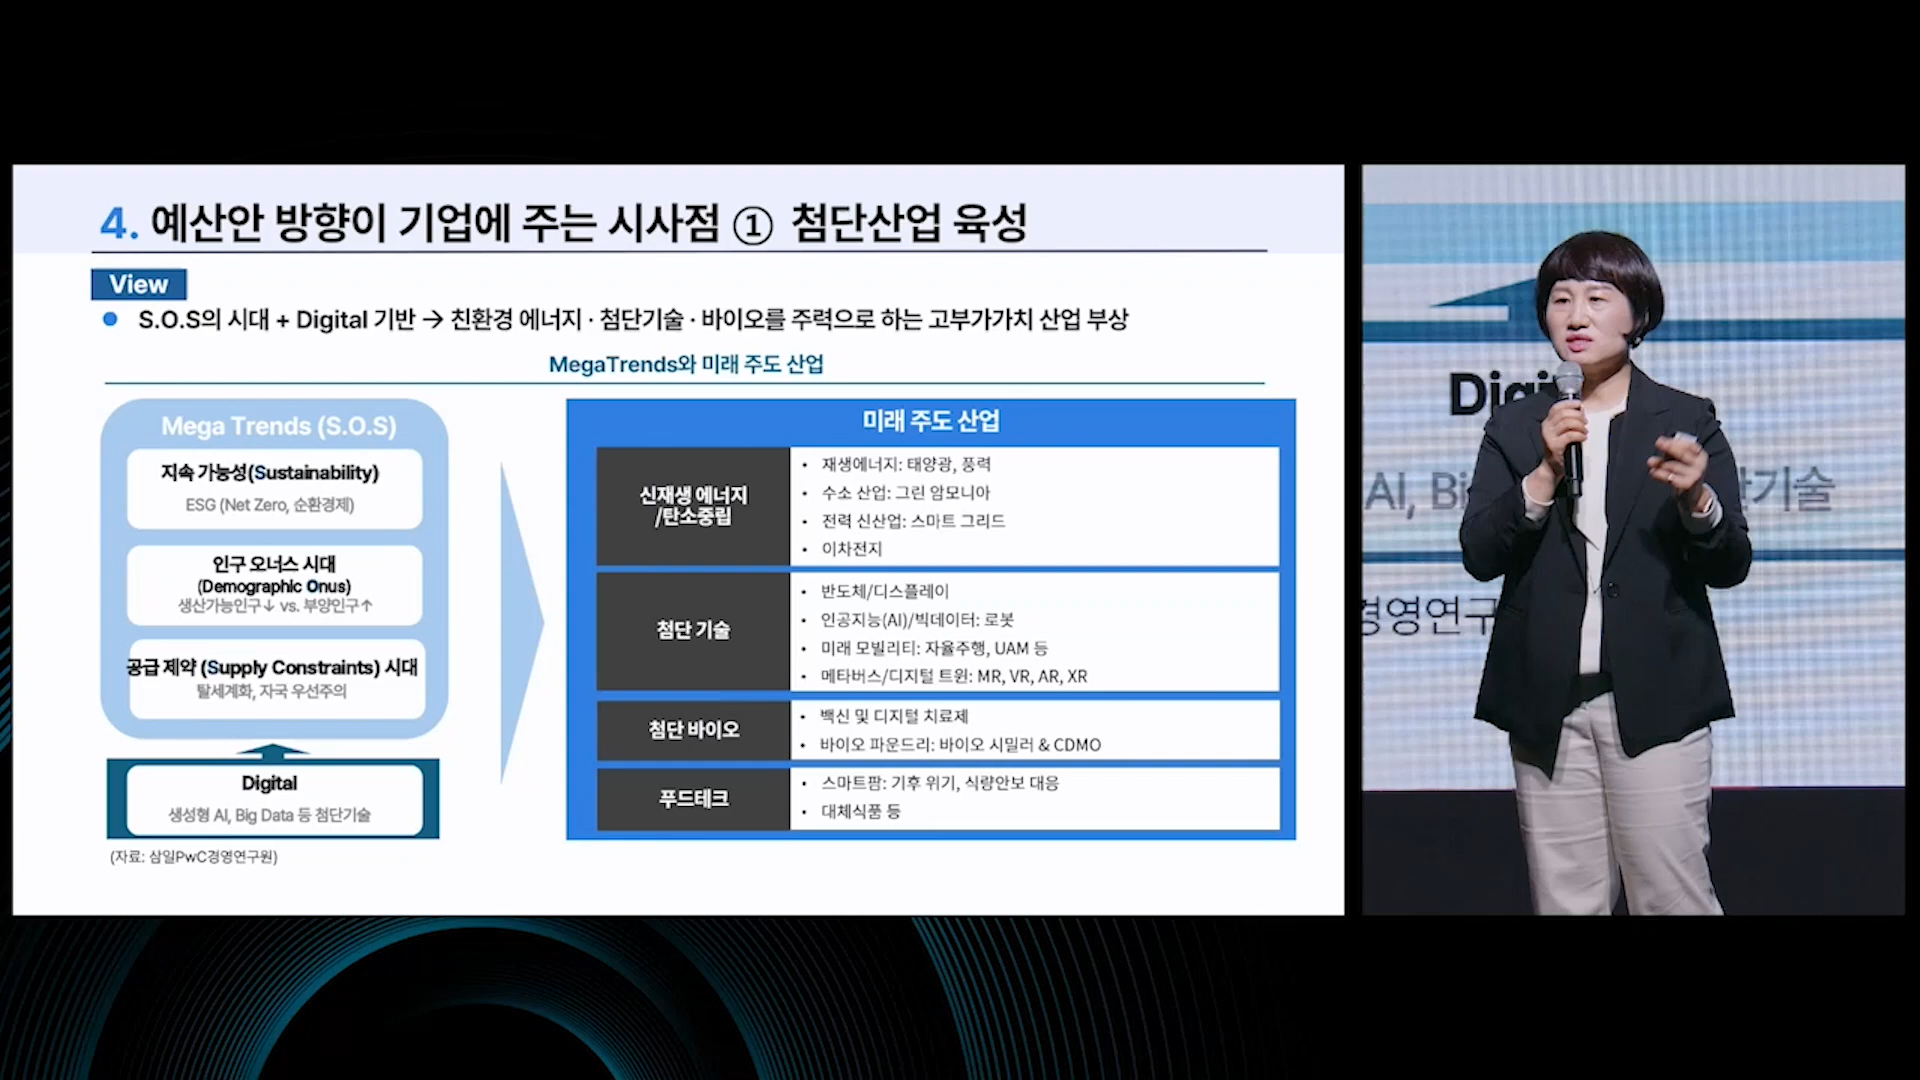 4. 예산안 방향이 기업에 주는 시사점 ① 첨단산업 육성
View
● S.O.S의 시대 + Digital 기반 → 친환경 에너지 · 첨단기술 · 바이오를 주력으로 하는 고부가가치 산업 부상
MegaTrends와 미래 주도 산업
Mega Trends (S.O.S)
지속 가능성(Sustainability)
ESG (Net Zero, 순환경제)
인구 오너스 시대
(Demographic Onus)
생산가능인구↓ vs. 부양인구↑
공급 제약 (Supply Constraints) 시대
탈세계화, 자국 우선주의
Digital
생성형 AI, Big Data 등 첨단기술
(자료: 삼일PwC경영연구원)
미래 주도 산업
신재생 에너지
/탄소중립
• 재생에너지: 태양광, 풍력
• 수소 산업: 그린 암모니아
• 전력 신산업: 스마트 그리드
• 이차전지
첨단 기술
• 반도체/디스플레이
• 인공지능(AI)/빅데이터: 로봇
• 미래 모빌리티: 자율주행, UAM 등
• 메타버스/디지털 트윈: MR, VR, AR, XR
첨단 바이오
• 백신 및 디지털 치료제
• 바이오 파운드리: 바이오 시밀러 & CDMO
푸드테크
• 스마트팜: 기후 위기, 식량안보 대응
• 대체식품 등
Digi
AI, Bi 단기술
경영연구